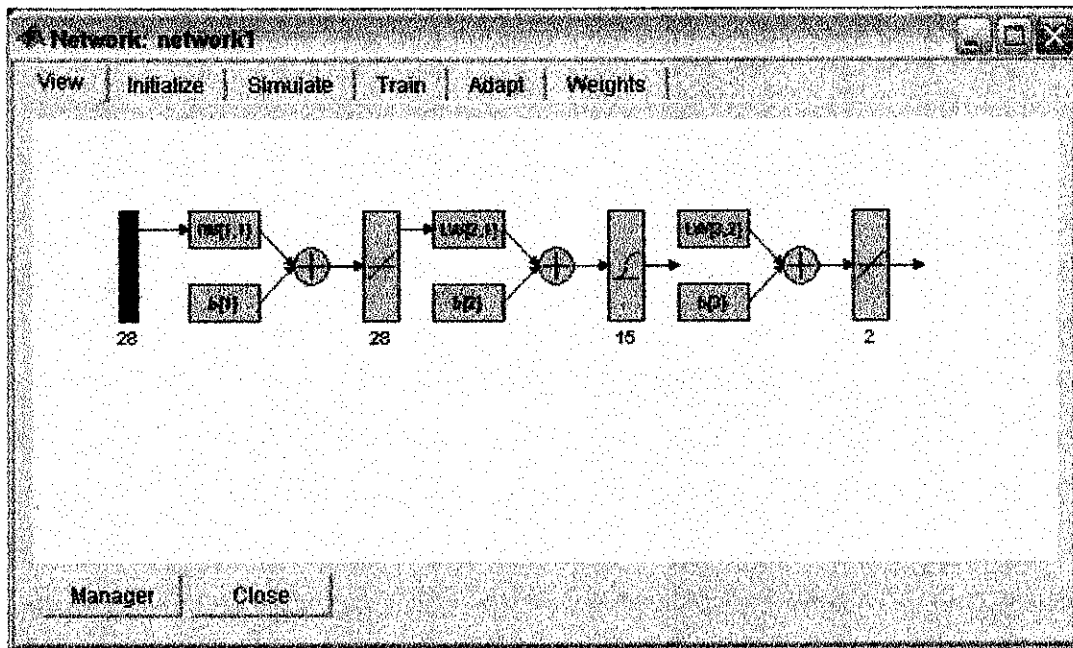 Network: network1
View Initialize Simulate Train Adapt Weights
IW{1,1} LW{2,1} LW{3,2}
b{1} b{2} b{3}
28 28 15 2
Manager Close